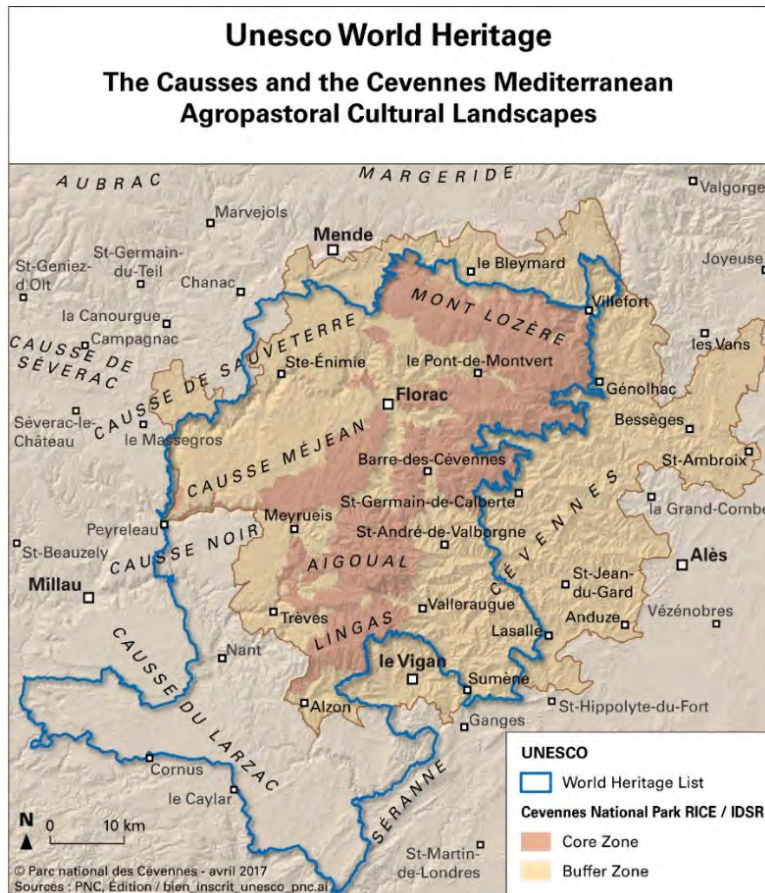 Unesco World Heritage
The Causses and the Cevennes Mediterranean
Agropastoral Cultural Landscapes
AUBRAC
MARGERIDE
Valgorge
Marvejols
Mende
St-Germain-
du-Teil
St-Geniez-
d'Olt
Chanac
le Bleymard
Joyeuse
la Canourgue
MONT LOZÈRE
Villefort
Campagnac
CAUSSE DE
SÉVERAC
CAUSSE DE SAUVETERRE
Ste-Énimie
le Pont-de-Montvert
les Vans
Génolhac
Florac
Séverac-le-
Château
le Massegros
Bessèges
CAUSSE MÉJEAN
Barre-des-Cévennes
St-Ambroix
St-Germain-de-Calberte
la Grand-Combe
Peyreleau
Meyrueis
St-André-de-Valborgne
CÉVENNES
St-Beauzely
CAUSSE NOIR
AIGOUAL
Alès
Millau
St-Jean-
du-Gard
Trèves
Valleraugue
Anduze
Vézénobres
LINGAS
Lasalle
CAUSSE DU LARZAC
Nant
le Vigan
Sumène
Alzon
Ganges
St-Hippolyte-du-Fort
Cornus
le Caylar
SÉRANNE
St-Martin-
de-Londres
UNESCO
World Heritage List
Cevennes National Park RICE / IDSR
Core Zone
Buffer Zone
N
0 10 km
© Parc national des Cévennes - avril 2017
Sources : PNC, Édition / bien_inscrit_unesco_pnc.ai